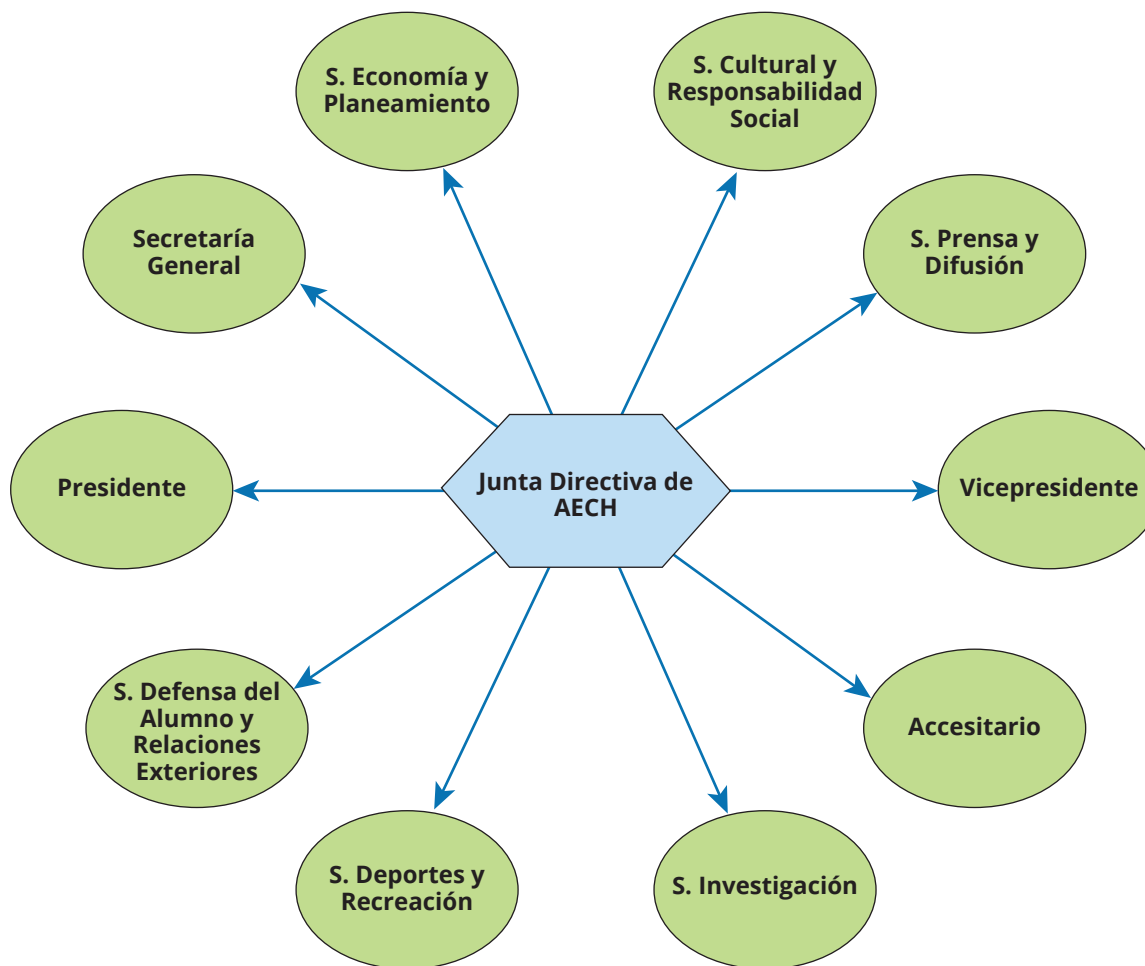 S. Economía y
Planeamiento
S. Cultural y
Responsabilidad
Social
Secretaría
General
S. Prensa y
Difusión
Presidente
Junta Directiva de
AECH
Vicepresidente
S. Defensa del
Alumno y
Relaciones
Exteriores
Accesitario
S. Deportes y
Recreación
S. Investigación